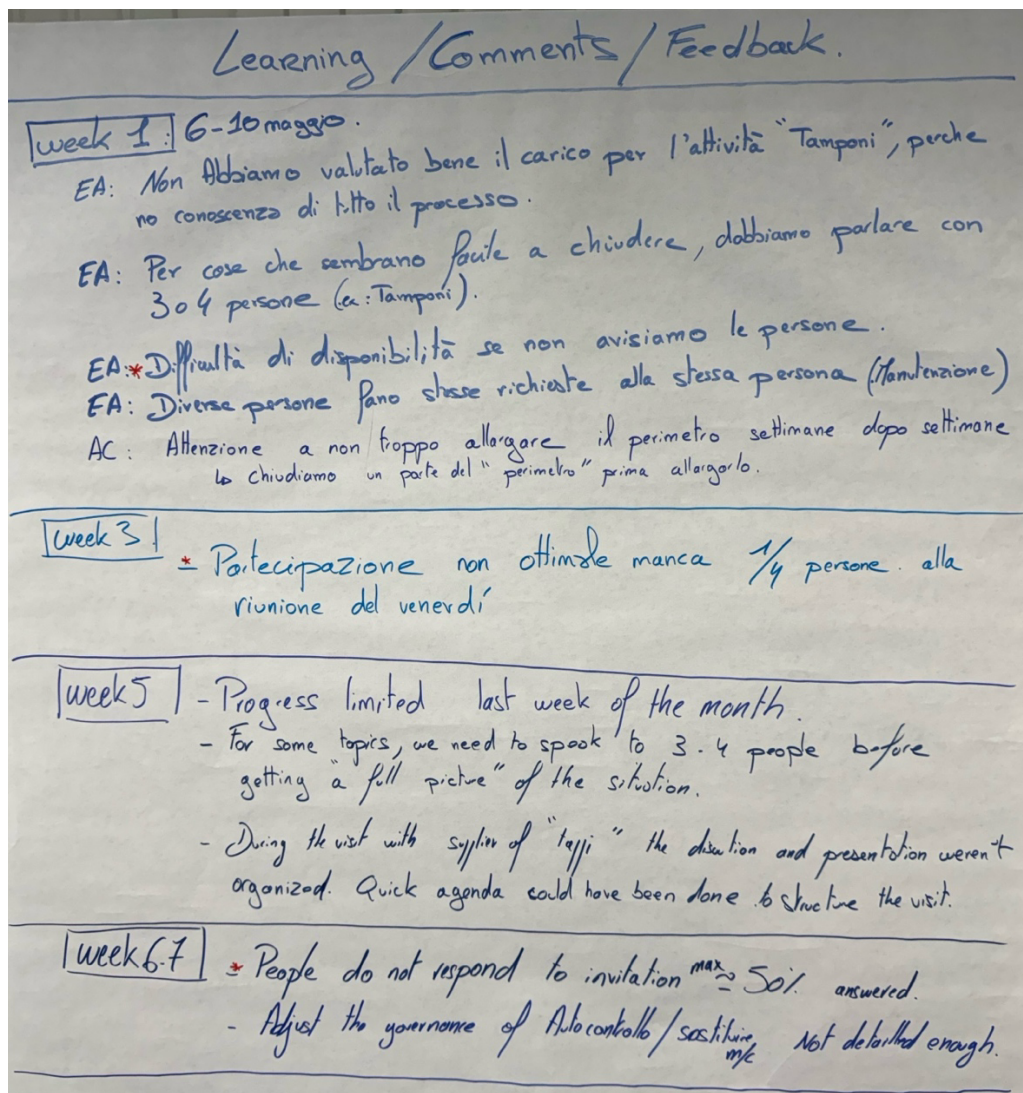 Learning / Comments / Feedback.
week 1: 6-10 maggio.
EA: Non Abbiamo valutato bene il carico per l'attività "Tamponi", perche
no conoscenza di tutto il processo.
EA: Per cose che sembrano facile a chiudere, dobbiamo parlare con
3 o 4 persone (ex: Tamponi).
EA: * Difficultà di disponibilità se non avisiamo le persone.
EA: Diverse persone fano stesse richieste alla stessa persona (Manutenzione)
AC: Attenzione a non troppo allargare il perimetro settimane dopo settimane
↳ chiudiamo un parte del "perimetro" prima allargarlo.
week 3
* Partecipazione non ottimale manca 1/4 persone. alla
riunione del venerdí
week 5 - Progress limited last week of the month.
- For some topics, we need to speak to 3-4 people before
getting "a full picture" of the situation.
- During the visit with supplier of "tappi" the discution and presentation weren't
organized. Quick agenda could have been done to structure the visit.
week 6.7 * People do not respond to invitation max ≃ 50% answered.
- Adjust the governance of Autocontrollo / sostituire m/c Not detailled enough.